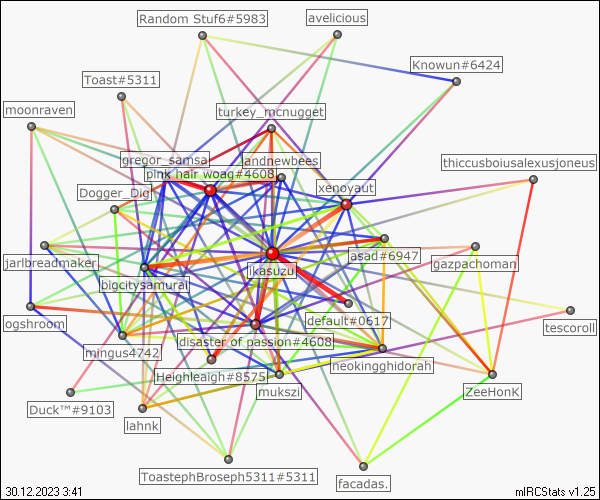 Random Stuf6#5983
avelicious
Knowun#6424
Toast#5311
moonraven
turkey_mcnugget
gregor_samsa
landnewbees
thiccusboiusalexusjoneus
pink hair woag#4608
xenoyaut
Dogger_Dig
jarlbreadmaker
asad#6947
gazpachoman
ikasuzu
bigcitysamurai
default#0617
ogshroom
tescoroll
disaster of passion#4608
mingus4742
neokingghidorah
Heighleigh#8575
mukszi
ZeeHonK
Duck™#9103
lahnk
ToastephBroseph5311#5311
facadas.
30.12.2023 3:41
mIRCStats v1.25